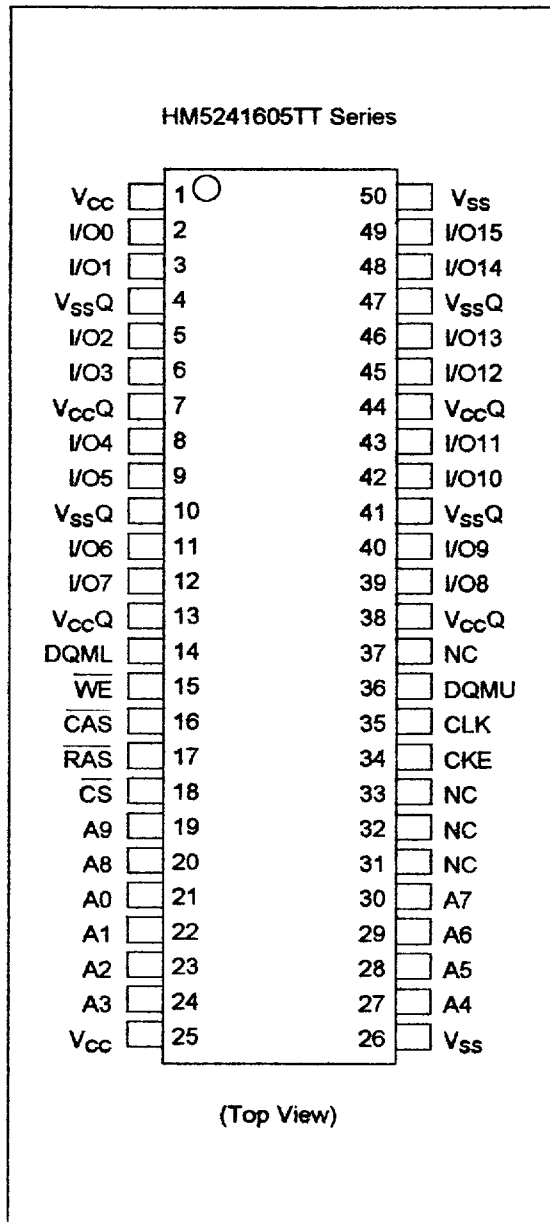 HM5241605TT Series
VCC 1 50 VSS
I/O0 2 49 I/O15
I/O1 3 48 I/O14
VSSQ 4 47 VSSQ
I/O2 5 46 I/O13
I/O3 6 45 I/O12
VCCQ 7 44 VCCQ
I/O4 8 43 I/O11
I/O5 9 42 I/O10
VSSQ 10 41 VSSQ
I/O6 11 40 I/O9
I/O7 12 39 I/O8
VCCQ 13 38 VCCQ
DQML 14 37 NC
W̅E̅ 15 36 DQMU
C̅A̅S̅ 16 35 CLK
R̅A̅S̅ 17 34 CKE
C̅S̅ 18 33 NC
A9 19 32 NC
A8 20 31 NC
A0 21 30 A7
A1 22 29 A6
A2 23 28 A5
A3 24 27 A4
VCC 25 26 VSS
(Top View)